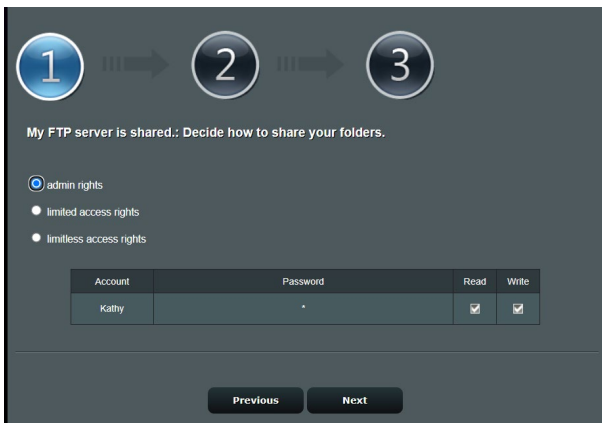 1 2 3
My FTP server is shared.: Decide how to share your folders.
admin rights
limited access rights
limitless access rights
Account Password Read Write
Kathy *
Previous Next